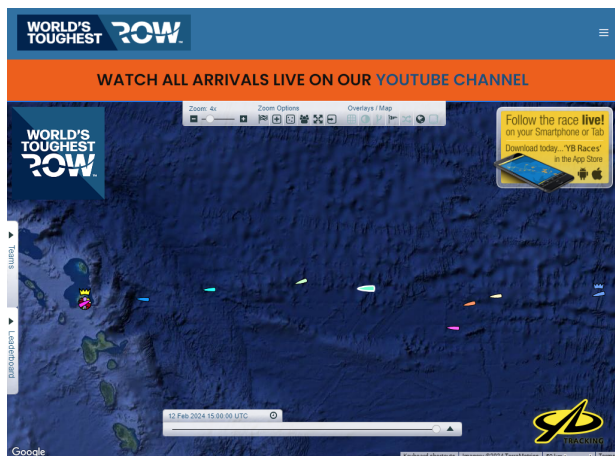 WORLD'S
TOUGHEST
ROW
WATCH ALL ARRIVALS LIVE ON OUR YOUTUBE CHANNEL
Zoom: 4x
Zoom Options
Overlays / Map
WORLD'S
TOUGHEST
ROW
Follow the race live!
on your Smartphone or Tab
Download today... 'YB Races'
in the App Store
Teams
Leaderboard
12 Feb 2024 15:00:00 UTC
TRACKING
Google
Keyboard shortcuts